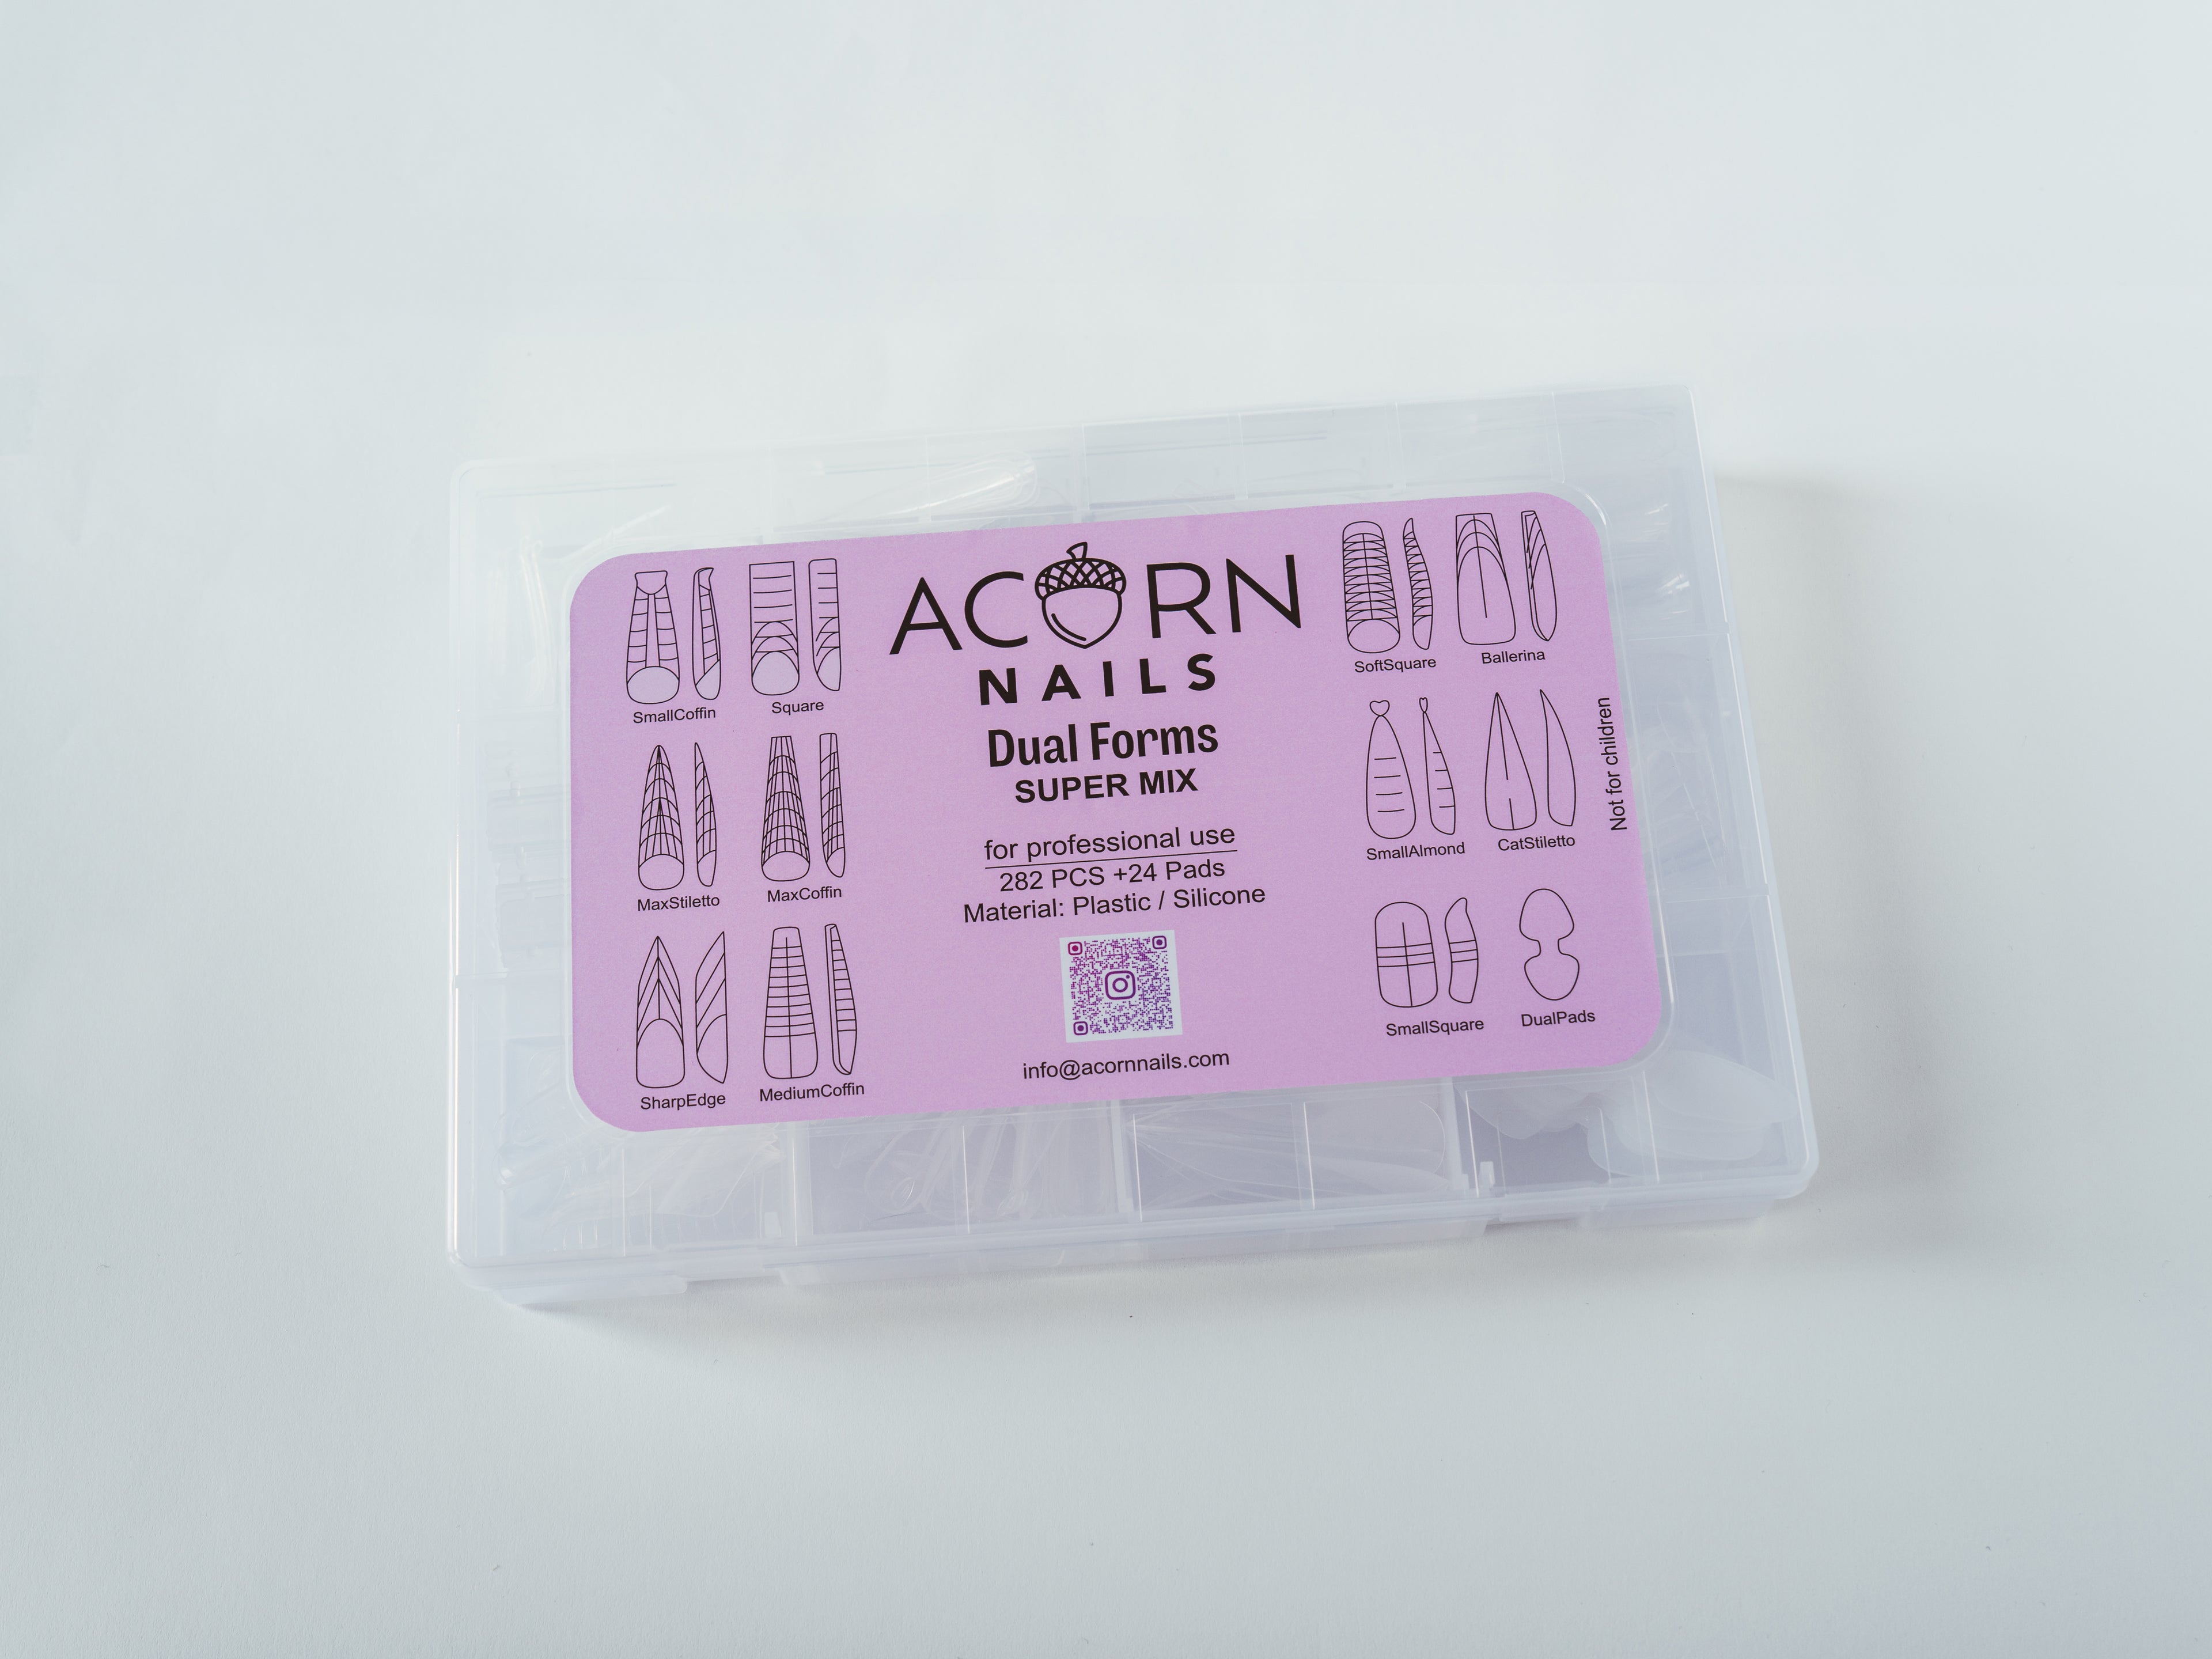 ACORN
NAILS
Dual Forms
SUPER MIX
for professional use
282 PCS +24 Pads
Material: Plastic / Silicone
info@acornnails.com
SmallCoffin
Square
MaxStiletto
MaxCoffin
SharpEdge
MediumCoffin
SoftSquare
Ballerina
SmallAlmond
CatStiletto
SmallSquare
DualPads
Not for children